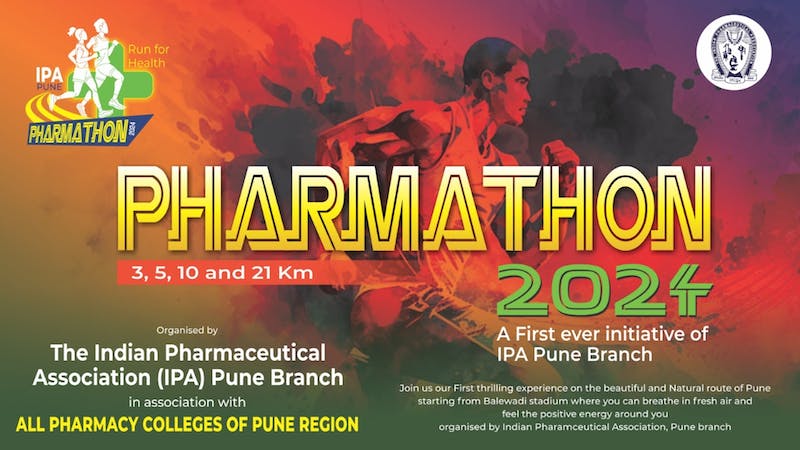 Run for
Health
IPA
PUNE
PHARMATHON 2024
PHARMATHON
3, 5, 10 and 21 Km
2024
A First ever initiative of
IPA Pune Branch
Organised by
The Indian Pharmaceutical
Association (IPA) Pune Branch
in association with
ALL PHARMACY COLLEGES OF PUNE REGION
Join us our First thrilling experience on the beautiful and Natural route of Pune
starting from Balewadi stadium where you can breathe in fresh air and
feel the positive energy around you
organised by Indian Pharamceutical Association, Pune branch